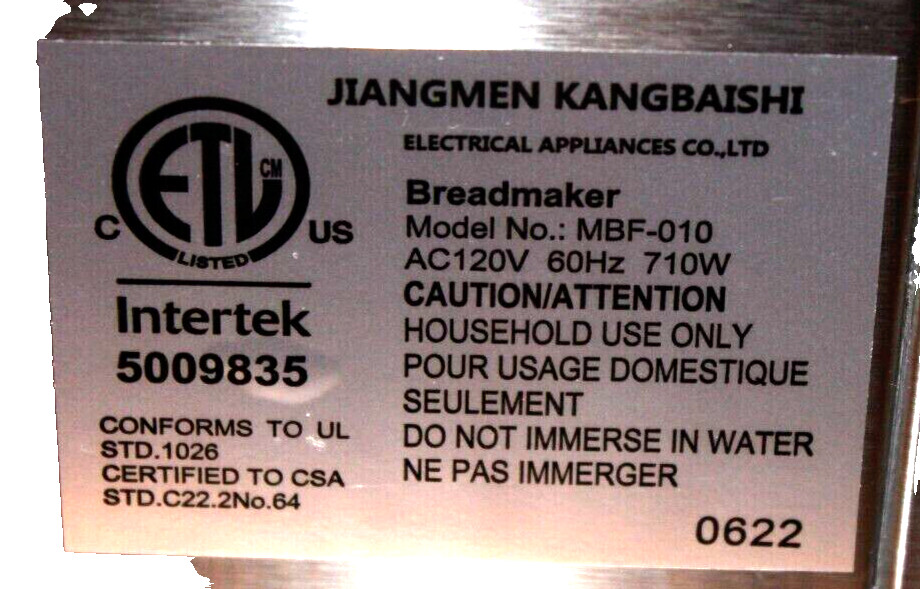 JIANGMEN KANGBAISHI
ELECTRICAL APPLIANCES CO.,LTD
ETL CM
C US
LISTED
Intertek
5009835
CONFORMS TO UL
STD.1026
CERTIFIED TO CSA
STD.C22.2No.64
Breadmaker
Model No.: MBF-010
AC120V 60Hz 710W
CAUTION/ATTENTION
HOUSEHOLD USE ONLY
POUR USAGE DOMESTIQUE
SEULEMENT
DO NOT IMMERSE IN WATER
NE PAS IMMERGER
0622